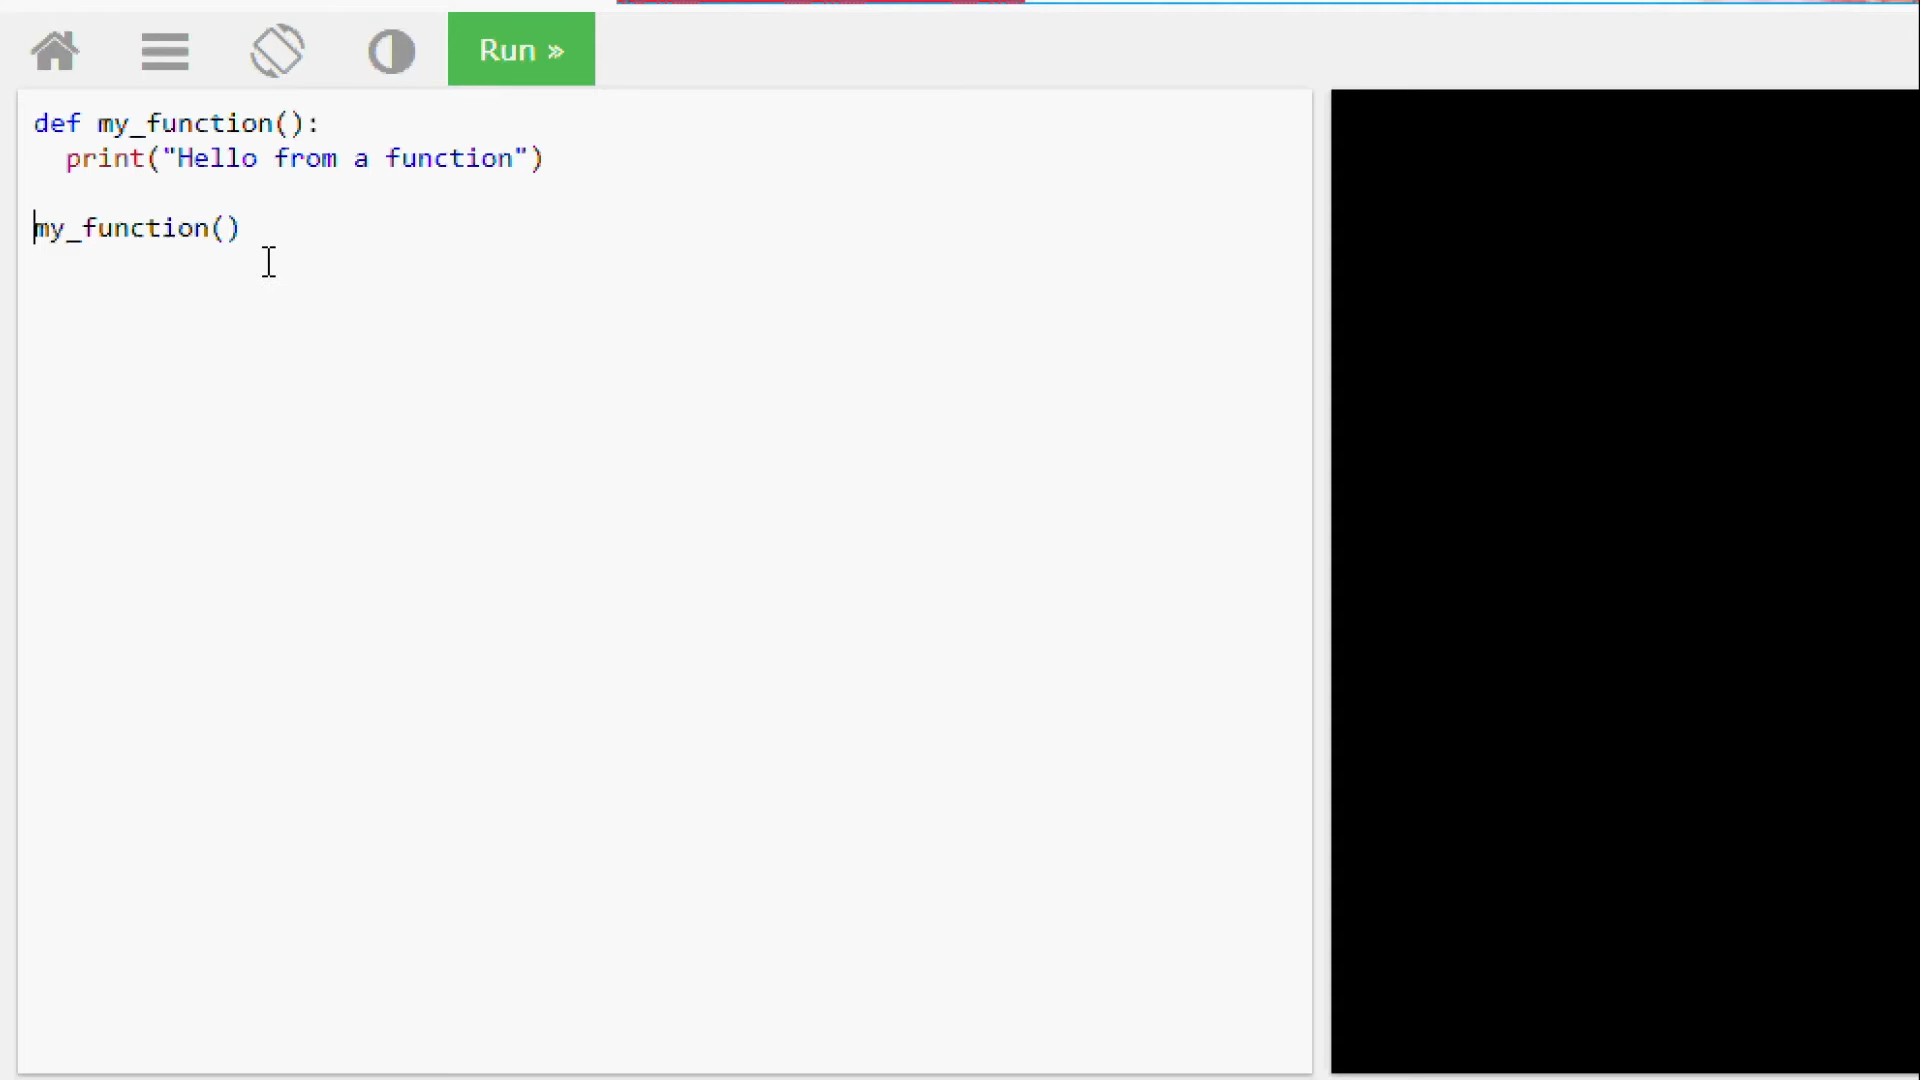 Run »
def my_function():
  print("Hello from a function")
my_function()